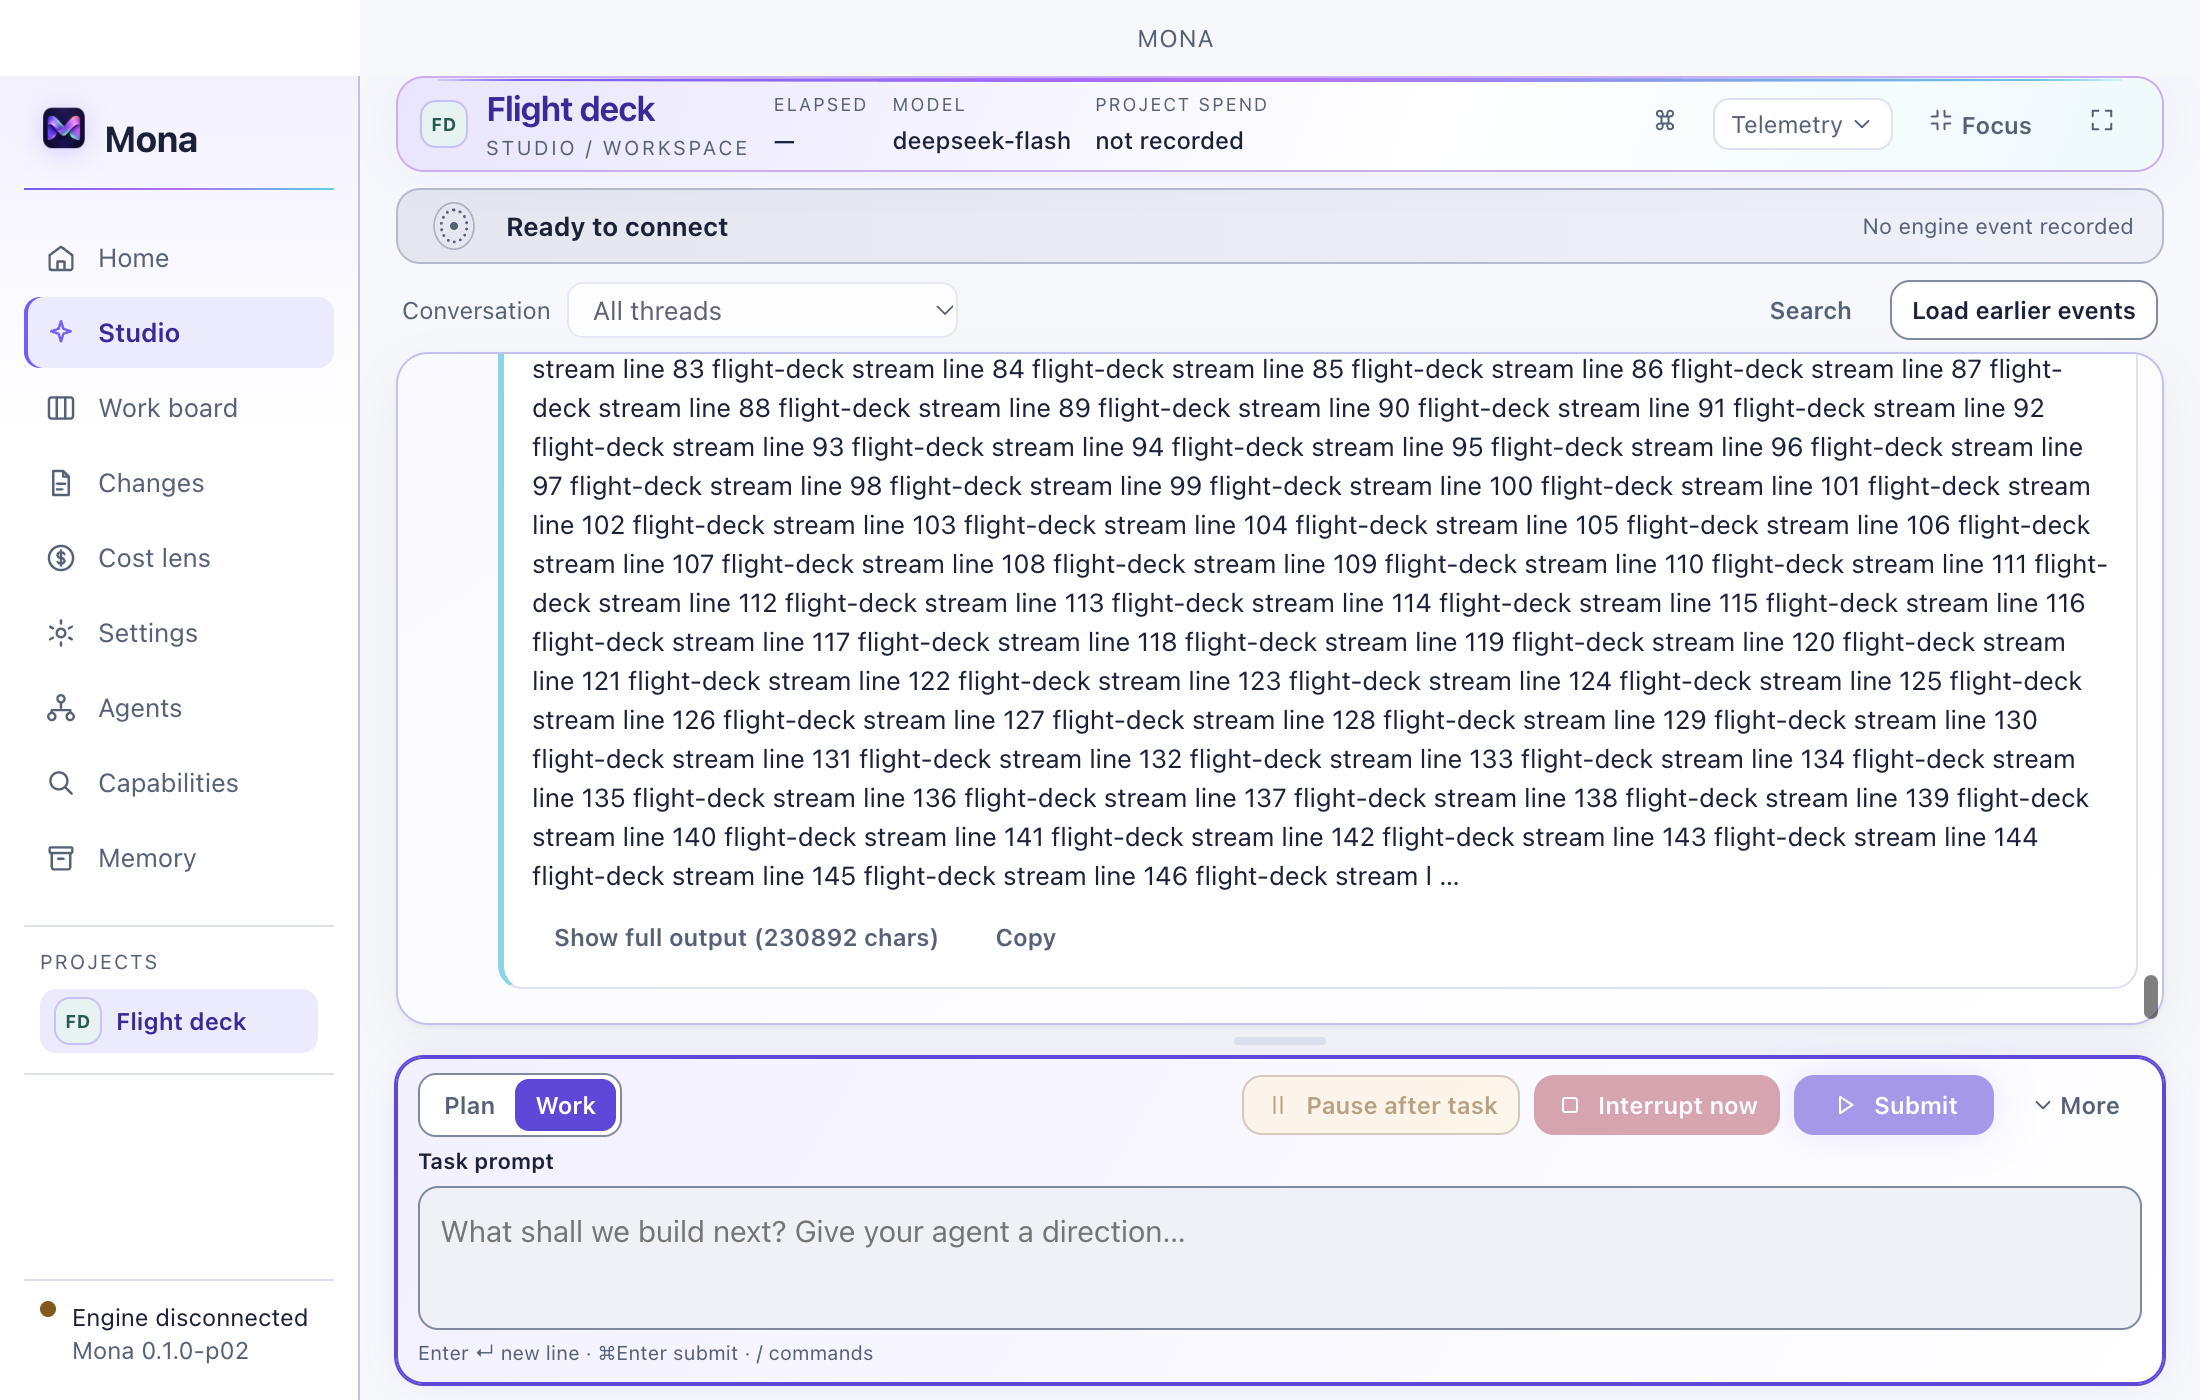 MONA
Mona
Home
Studio
Work board
Changes
Cost lens
Settings
Agents
Capabilities
Memory
PROJECTS
FD Flight deck
Engine disconnected
Mona 0.1.0-p02
FD
Flight deck
STUDIO / WORKSPACE
ELAPSED
—
MODEL
deepseek-flash
PROJECT SPEND
not recorded
⌘
Telemetry
Focus
Ready to connect
No engine event recorded
Conversation
All threads
Search
Load earlier events
stream line 83 flight-deck stream line 84 flight-deck stream line 85 flight-deck stream line 86 flight-deck stream line 87 flight-
deck stream line 88 flight-deck stream line 89 flight-deck stream line 90 flight-deck stream line 91 flight-deck stream line 92
flight-deck stream line 93 flight-deck stream line 94 flight-deck stream line 95 flight-deck stream line 96 flight-deck stream line
97 flight-deck stream line 98 flight-deck stream line 99 flight-deck stream line 100 flight-deck stream line 101 flight-deck stream
line 102 flight-deck stream line 103 flight-deck stream line 104 flight-deck stream line 105 flight-deck stream line 106 flight-deck
stream line 107 flight-deck stream line 108 flight-deck stream line 109 flight-deck stream line 110 flight-deck stream line 111 flight-
deck stream line 112 flight-deck stream line 113 flight-deck stream line 114 flight-deck stream line 115 flight-deck stream line 116
flight-deck stream line 117 flight-deck stream line 118 flight-deck stream line 119 flight-deck stream line 120 flight-deck stream
line 121 flight-deck stream line 122 flight-deck stream line 123 flight-deck stream line 124 flight-deck stream line 125 flight-deck
stream line 126 flight-deck stream line 127 flight-deck stream line 128 flight-deck stream line 129 flight-deck stream line 130
flight-deck stream line 131 flight-deck stream line 132 flight-deck stream line 133 flight-deck stream line 134 flight-deck stream
line 135 flight-deck stream line 136 flight-deck stream line 137 flight-deck stream line 138 flight-deck stream line 139 flight-deck
stream line 140 flight-deck stream line 141 flight-deck stream line 142 flight-deck stream line 143 flight-deck stream line 144
flight-deck stream line 145 flight-deck stream line 146 flight-deck stream l ...
Show full output (230892 chars)
Copy
Plan
Work
Pause after task
Interrupt now
Submit
More
Task prompt
What shall we build next? Give your agent a direction...
Enter ↵ new line · ⌘Enter submit · / commands